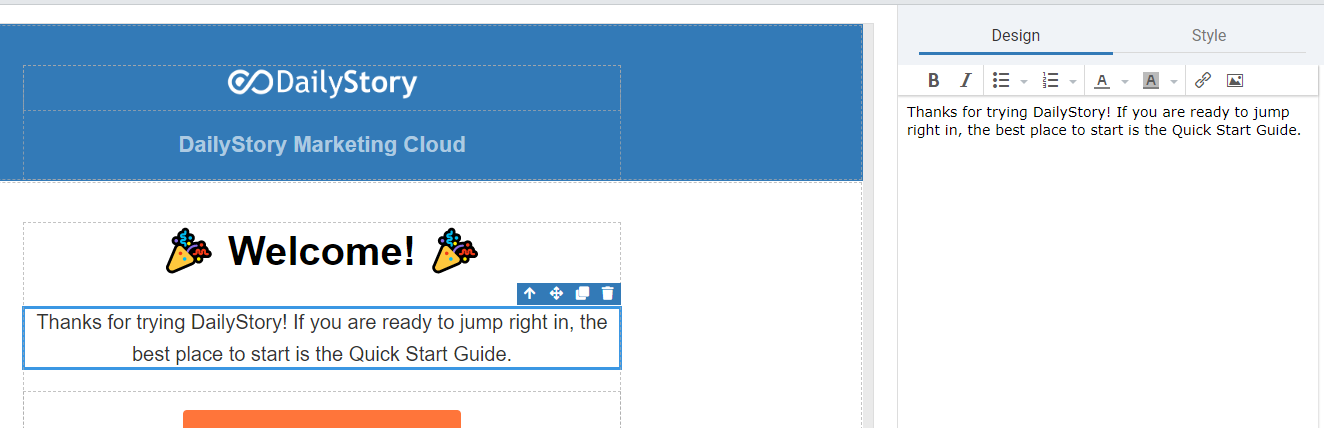 DailyStory
DailyStory Marketing Cloud
Welcome!
Thanks for trying DailyStory! If you are ready to jump right in, the
best place to start is the Quick Start Guide.
Design Style
B I A A
Thanks for trying DailyStory! If you are ready to jump
right in, the best place to start is the Quick Start Guide.